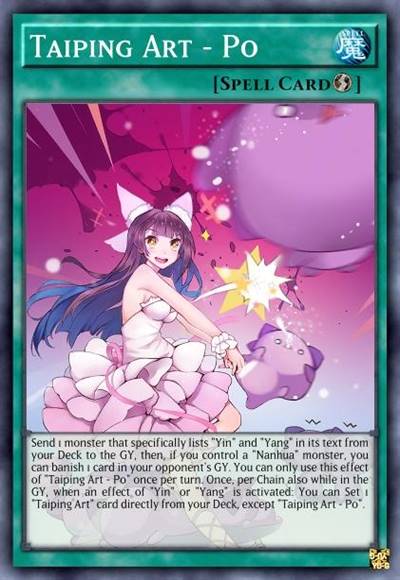 Taiping Art - Po
SPELL
魔
[Spell Card]
Send 1 monster that specifically lists "Yin" and "Yang" in its text from
your Deck to the GY, then, if you control a "Nanhua" monster, you
can banish 1 card in your opponent's GY. You can only use this effect
of "Taiping Art - Po" once per turn. Once, per Chain also while in the
GY, when an effect of "Yin" or "Yang" is activated: You can Set 1
"Taiping Art" card directly from your Deck, except "Taiping Art - Po".